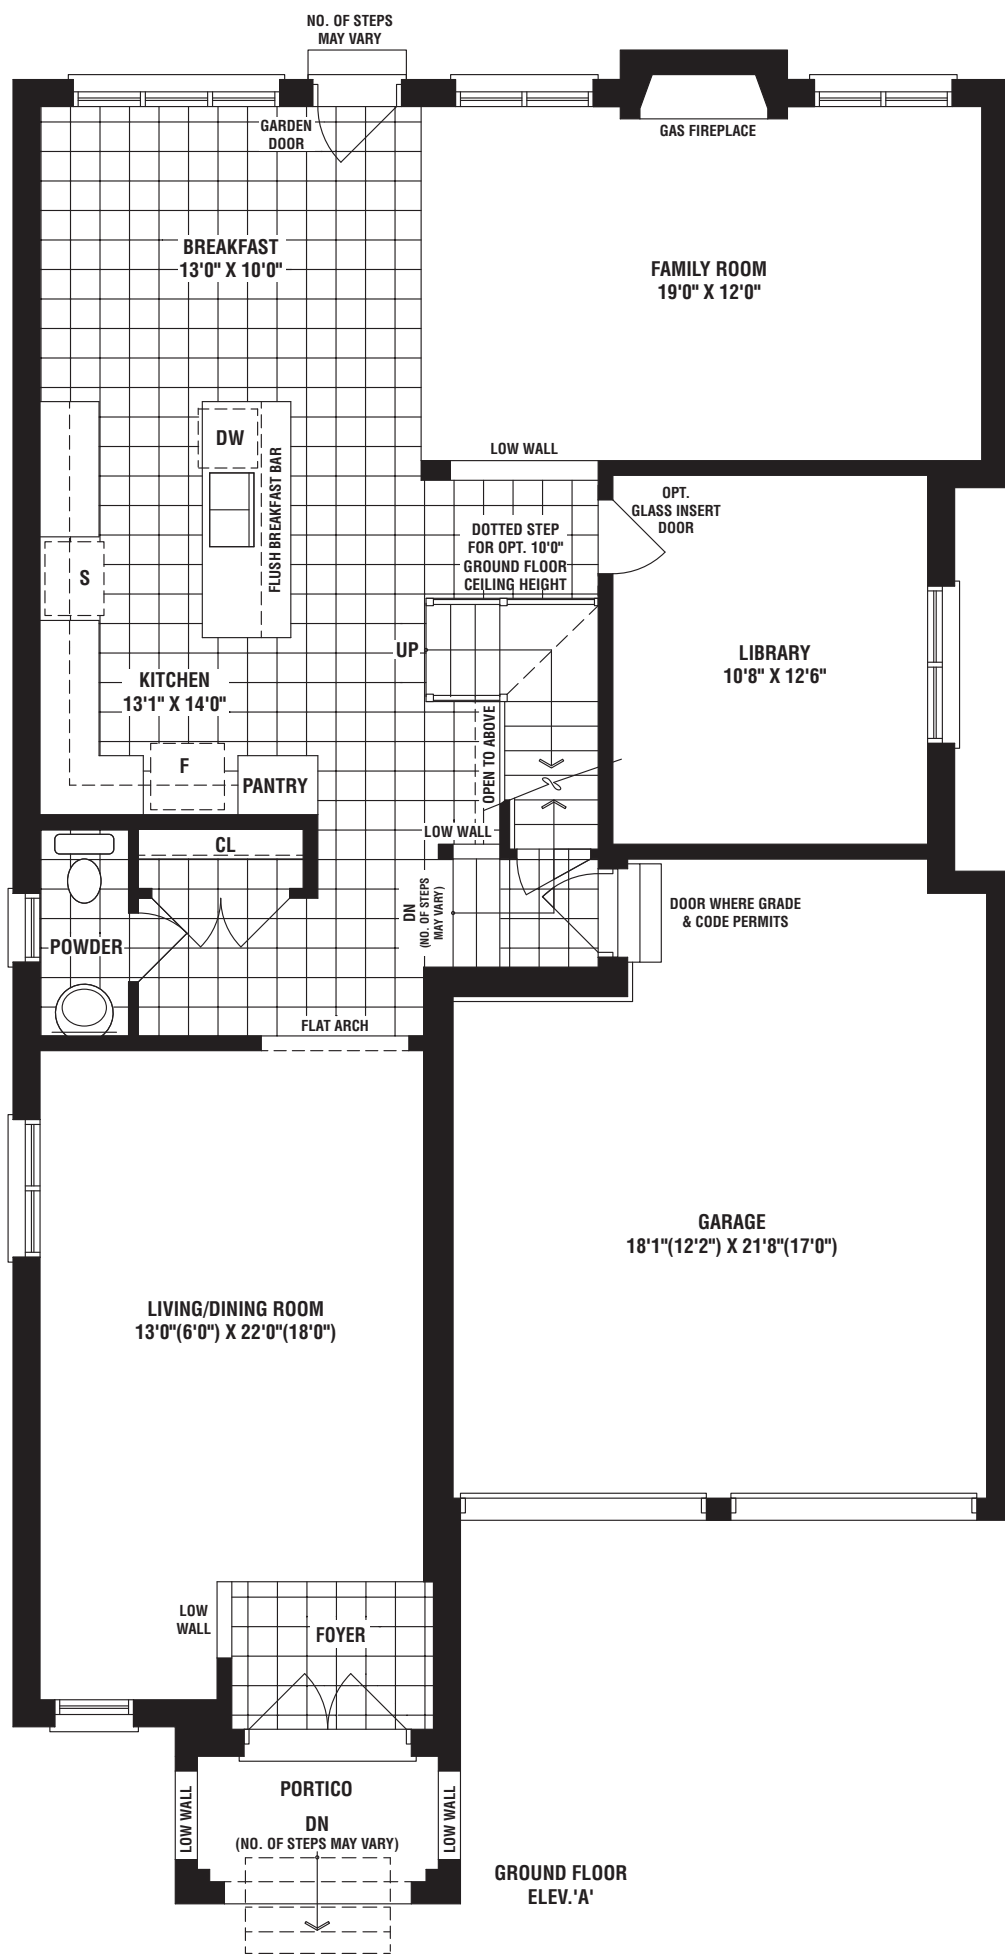 NO. OF STEPS
MAY VARY
GARDEN
DOOR
GAS FIREPLACE
BREAKFAST
13'0" X 10'0"
FAMILY ROOM
19'0" X 12'0"
DW
FLUSH BREAKFAST BAR
LOW WALL
OPT.
GLASS INSERT
DOOR
DOTTED STEP
FOR OPT. 10'0"
GROUND FLOOR
CEILING HEIGHT
S
UP
LIBRARY
10'8" X 12'6"
KITCHEN
13'1" X 14'0"
OPEN TO ABOVE
F
PANTRY
LOW WALL
CL
DN
(NO. OF STEPS
MAY VARY)
DOOR WHERE GRADE
& CODE PERMITS
POWDER
FLAT ARCH
GARAGE
18'1"(12'2") X 21'8"(17'0")
LIVING/DINING ROOM
13'0"(6'0") X 22'0"(18'0")
LOW
WALL
FOYER
LOW WALL
PORTICO
DN
(NO. OF STEPS MAY VARY)
LOW WALL
GROUND FLOOR
ELEV.'A'